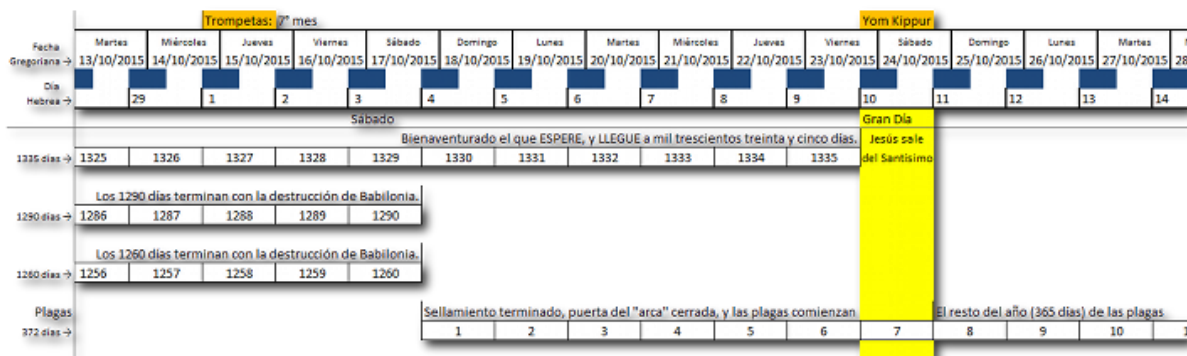 Trompetas: 7° mes Yom Kippur
Martes Miércoles Jueves Viernes Sábado Domingo Lunes Martes Miércoles Jueves Viernes Sábado Domingo Lunes Martes
Fecha
Gregoriana → 13/10/2015 14/10/2015 15/10/2015 16/10/2015 17/10/2015 18/10/2015 19/10/2015 20/10/2015 21/10/2015 22/10/2015 23/10/2015 24/10/2015 25/10/2015 26/10/2015 27/10/2015 28
Día
Hebrea → 29 1 2 3 4 5 6 7 8 9 10 11 12 13 14
Sábado Gran Día
Bienaventurado el que ESPERE, y LLEGUE a mil trescientos treinta y cinco días. Jesús sale
1335 días → 1325 1326 1327 1328 1329 1330 1331 1332 1333 1334 1335 del Santísimo
Los 1290 días terminan con la destrucción de Babilonia.
1290 días → 1286 1287 1288 1289 1290
Los 1260 días terminan con la destrucción de Babilonia.
1260 días → 1256 1257 1258 1259 1260
Plagas Sellamiento terminado, puerta del "arca" cerrada, y las plagas comienzan El resto del año (365 días) de las plagas
372 días → 1 2 3 4 5 6 7 8 9 10 1